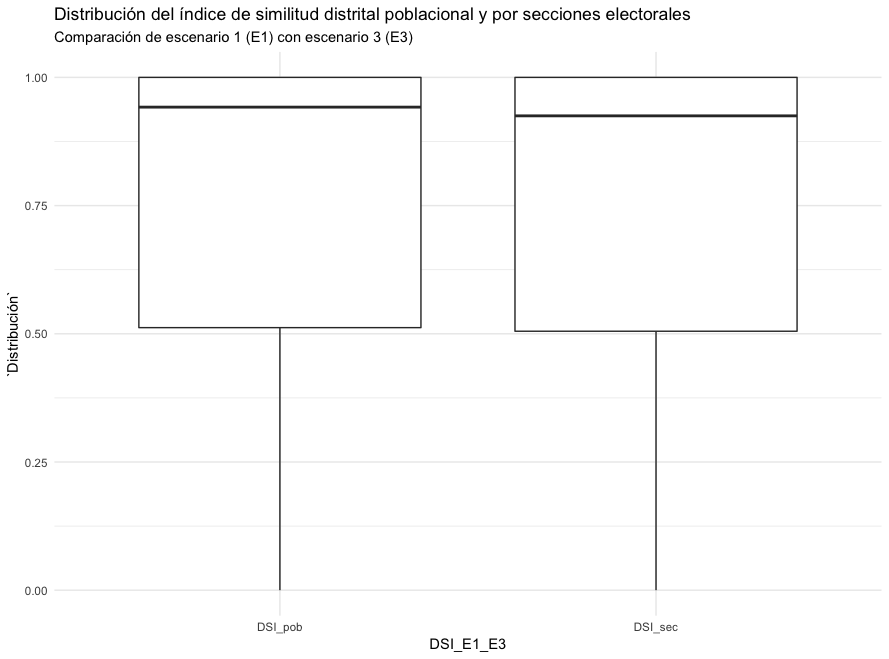 Distribución del índice de similitud distrital poblacional y por secciones electorales
Comparación de escenario 1 (E1) con escenario 3 (E3)
1.00
0.75
0.50
0.25
0.00
`Distribución`
DSI_pob
DSI_sec
DSI_E1_E3